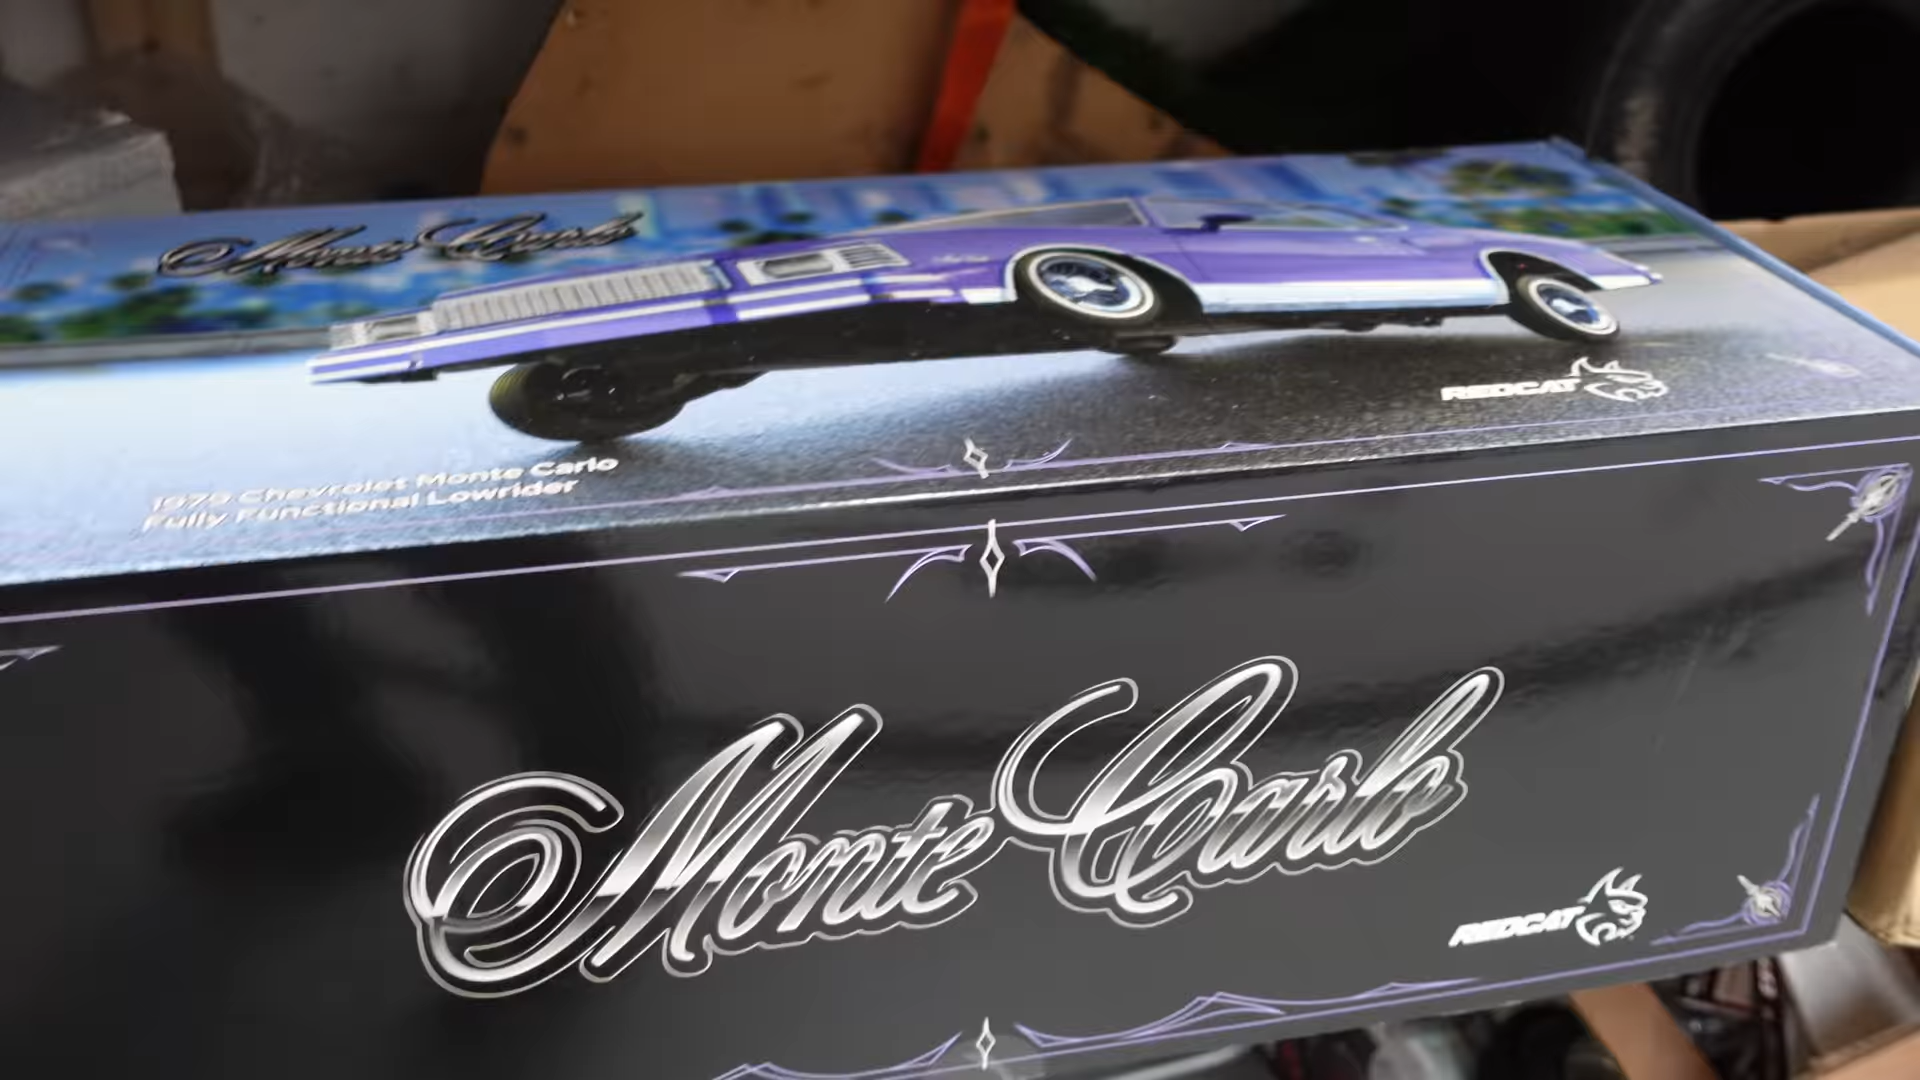 Monte Carlo
REDCAT
1979 Chevrolet Monte Carlo
Fully Functional Lowrider
Monte Carlo
REDCAT